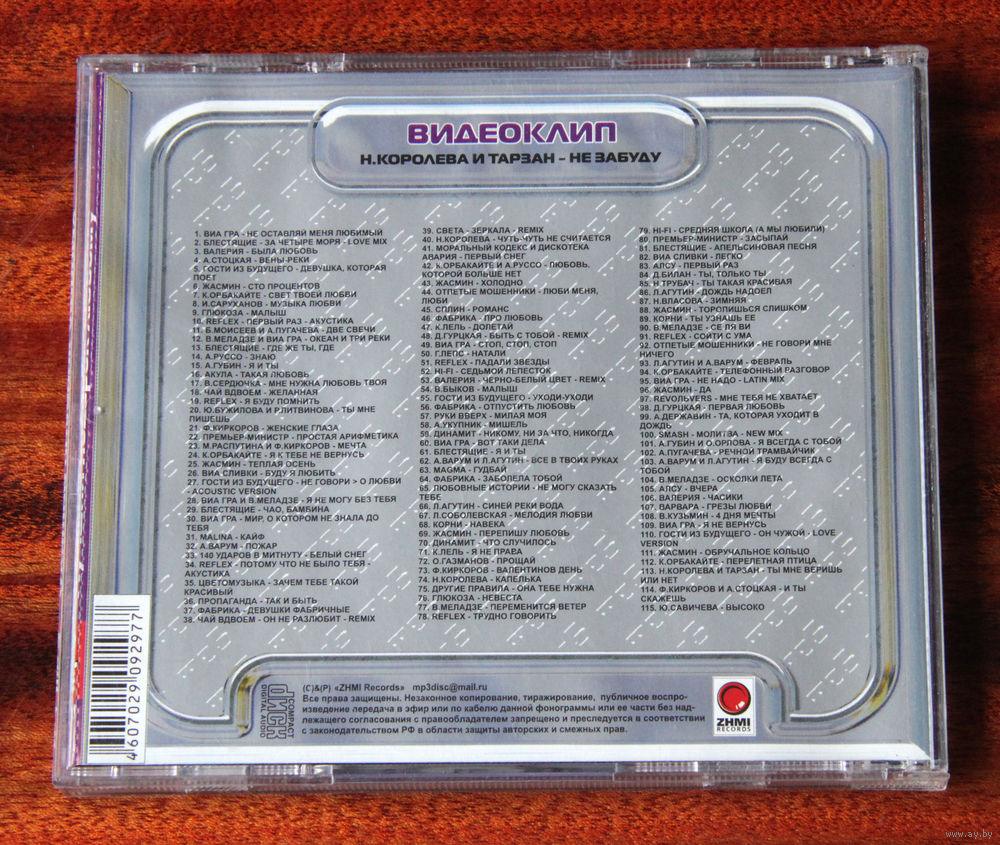 ВИДЕОКЛИП
Н.КОРОЛЕВА И ТАРЗАН - НЕ ЗАБУДУ
1. ВИА ГРА - НЕ ОСТАВЛЯЙ МЕНЯ ЛЮБИМЫЙ
2. БЛЕСТЯЩИЕ - ЗА ЧЕТЫРЕ МОРЯ - LOVE MIX
3. ВАЛЕРИЯ - БЫЛА ЛЮБОВЬ
4. А.СТОЦКАЯ - ВЕНЫ-РЕКИ
5. ГОСТИ ИЗ БУДУЩЕГО - ДЕВУШКА, КОТОРАЯ
ПОЕТ
6. ЖАСМИН - СТО ПРОЦЕНТОВ
7. К.ОРБАКАЙТЕ - СВЕТ ТВОЕЙ ЛЮБВИ
8. И.САРУХАНОВ - МУЗЫКА ЛЮБВИ
9. ГЛЮКОЗА - МАЛЫШ
10. REFLEX - ПЕРВЫЙ РАЗ - АКУСТИКА
11. Б.МОИСЕЕВ И А.ПУГАЧЕВА - ДВЕ СВЕЧИ
12. В.МЕЛАДЗЕ И ВИА ГРА - ОКЕАН И ТРИ РЕКИ
13. БЛЕСТЯЩИЕ - ГДЕ ЖЕ ТЫ, ГДЕ
14. А.РУССО - ЗНАЮ
15. А.ГУБИН - Я И ТЫ
16. АКУЛА - ТАКАЯ ЛЮБОВЬ
17. В.СЕРДЮЧКА - МНЕ НУЖНА ЛЮБОВЬ ТВОЯ
18. ЧАЙ ВДВОЕМ - ЖЕЛАННАЯ
19. REFLEX - Я БУДУ ПОМНИТЬ
20. Ю.БУЖИЛОВА И Р.ЛИТВИНОВА - ТЫ МНЕ
ПИШЕШЬ
21. Ф.КИРКОРОВ - ЖЕНСКИЕ ГЛАЗА
22. ПРЕМЬЕР-МИНИСТР - ПРОСТАЯ АРИФМЕТИКА
23. М.РАСПУТИНА И Ф.КИРКОРОВ - МЕЧТА
24. К.ОРБАКАЙТЕ - Я К ТЕБЕ НЕ ВЕРНУСЬ
25. ЖАСМИН - ТЕПЛАЯ ОСЕНЬ
26. ВИА СЛИВКИ - БУДУ Я ЛЮБИТЬ
27. ГОСТИ ИЗ БУДУЩЕГО - НЕ ГОВОРИ > О ЛЮБВИ
- ACOUSTIC VERSION
28. ВИА ГРА И В.МЕЛАДЗЕ - Я НЕ МОГУ БЕЗ ТЕБЯ
29. БЛЕСТЯЩИЕ - ЧАО, БАМБИНА
30. ВИА ГРА - МИР, О КОТОРОМ НЕ ЗНАЛА ДО
ТЕБЯ
31. MALINA - КАЙФ
32. А.ВАРУМ - ПОЖАР
33. 140 УДАРОВ В МИТНУТУ - БЕЛЫЙ СНЕГ
34. REFLEX - ПОТОМУ ЧТО НЕ БЫЛО ТЕБЯ -
АКУСТИКА
35. ЦВЕТОМУЗЫКА - ЗАЧЕМ ТЕБЕ ТАКОЙ
КРАСИВЫЙ
36. ПРОПАГАНДА - ТАК И БЫТЬ
37. ФАБРИКА - ДЕВУШКИ ФАБРИЧНЫЕ
38. ЧАЙ ВДВОЕМ - ОН НЕ РАЗЛЮБИТ - REMIX
39. СВЕТА - ЗЕРКАЛА - REMIX
40. Н.КОРОЛЕВА - ЧУТЬ-ЧУТЬ НЕ СЧИТАЕТСЯ
41. МОРАЛЬНЫЙ КОДЕКС И ДИСКОТЕКА
АВАРИЯ - ПЕРВЫЙ СНЕГ
42. К.ОРБАКАЙТЕ И А.РУССО - ЛЮБОВЬ,
КОТОРОЙ БОЛЬШЕ НЕТ
43. ЖАСМИН - ХОЛОДНО
44. ОТПЕТЫЕ МОШЕННИКИ - ЛЮБИ МЕНЯ,
ЛЮБИ
45. СПЛИН - РОМАНС
46. ФАБРИКА - ПРО ЛЮБОВЬ
47. К.ЛЕЛЬ - ДОЛЕТАЙ
48. Д.ГУРЦКАЯ - БЫТЬ С ТОБОЙ - REMIX
49. ВИА ГРА - СТОП, СТОП, СТОП
50. Г.ЛЕПС - НАТАЛИ
51. REFLEX - ПАДАЛИ ЗВЕЗДЫ
52. HI-FI - СЕДЬМОЙ ЛЕПЕСТОК
53. ВАЛЕРИЯ - ЧЕРНО-БЕЛЫЙ ЦВЕТ - REMIX
54. В.БЫКОВ - МАЛЫШ
55. ГОСТИ ИЗ БУДУЩЕГО - УХОДИ-УХОДИ
56. ФАБРИКА - ОТПУСТИТЬ ЛЮБОВЬ
57. РУКИ ВВЕРХ - МИЛАЯ МОЯ
58. А.УКУПНИК - МИШЕЛЬ
59. ДИНАМИТ - НИКОМУ, НИ ЗА ЧТО, НИКОГДА
60. ВИА ГРА - ВОТ ТАКИ ДЕЛА
61. БЛЕСТЯЩИЕ - Я И ТЫ
62. А.ВАРУМ И Л.АГУТИН - ВСЕ В ТВОИХ РУКАХ
63. MAGMA - ГУДБАЙ
64. ФАБРИКА - ЗАБОЛЕЛА ТОБОЙ
65. ЛЮБОВНЫЕ ИСТОРИИ - НЕ МОГУ СКАЗАТЬ
ТЕБЕ
66. Л.АГУТИН - СИНЕЙ РЕКИ ВОДА
67. Л.СОБОЛЕВСКАЯ - МЕЛОДИЯ ЛЮБВИ
68. КОРНИ - НАВЕКА
69. ЖАСМИН - ПЕРЕПИШУ ЛЮБОВЬ
70. ДИНАМИТ - ЧТО СЛУЧИЛОСЬ
71. К.ЛЕЛЬ - Я НЕ ПРАВА
72. О.ГАЗМАНОВ - ПРОЩАЙ
73. Ф.КИРКОРОВ - ВАЛЕНТИНОВ ДЕНЬ
74. Н.КОРОЛЕВА - КАПЕЛЬКА
75. ДРУГИЕ ПРАВИЛА - ОНА ТЕБЕ НУЖНА
76. ГЛЮКОЗА - НЕВЕСТА
77. В.МЕЛАДЗЕ - ПЕРЕМЕНИТСЯ ВЕТЕР
78. REFLEX - ТРУДНО ГОВОРИТЬ
79. HI-FI - СРЕДНЯЯ ШКОЛА (А МЫ ЛЮБИЛИ)
80. ПРЕМЬЕР-МИНИСТР - ЗАСЫПАЙ
81. БЛЕСТЯЩИЕ - АПЕЛЬСИНОВАЯ ПЕСНЯ
82. ВИА СЛИВКИ - ЛЕГКО
83. АЛСУ - ПЕРВЫЙ РАЗ
84. Д.БИЛАН - ТЫ, ТОЛЬКО ТЫ
85. Н.ТРУБАЧ - ТЫ ТАКАЯ КРАСИВАЯ
86. Л.АГУТИН - ДОЖДЬ НАДОЕЛ
87. Н.ВЛАСОВА - ЗИМНЯЯ
88. ЖАСМИН - ТОРОПИШЬСЯ СЛИШКОМ
89. КОРНИ - ТЫ УЗНАЕШЬ ЕЕ
90. В.МЕЛАДЗЕ - СЕ ЛЯ ВИ
91. REFLEX - СОЙТИ С УМА
92. ОТПЕТЫЕ МОШЕННИКИ - НЕ ГОВОРИ МНЕ
НИЧЕГО
93. Л.АГУТИН И А.ВАРУМ - ФЕВРАЛЬ
94. К.ОРБАКАЙТЕ - ТЕЛЕФОННЫЙ РАЗГОВОР
95. ВИА ГРА - НЕ НАДО - LATIN MIX
96. ЖАСМИН - ДА
97. REVOЛЬVERS - МНЕ ТЕБЯ НЕ ХВАТАЕТ
98. Д.ГУРЦКАЯ - ПЕРВАЯ ЛЮБОВЬ
99. А.ДЕРЖАВИН - ТА, КОТОРАЯ УХОДИТ В
ДОЖДЬ
100. SMASH - МОЛИТВА - NEW MIX
101. А.ГУБИН И О.ОРЛОВА - Я ВСЕГДА С ТОБОЙ
102. А.ПУГАЧЕВА - РЕЧНОЙ ТРАМВАЙЧИК
103. А.ВАРУМ И Л.АГУТИН - Я БУДУ ВСЕГДА С
ТОБОЙ
104. В.МЕЛАДЗЕ - ОСКОЛКИ ЛЕТА
105. АЛСУ - ВЧЕРА
106. ВАЛЕРИЯ - ЧАСИКИ
107. ВАРВАРА - ГРЕЗЫ ЛЮБВИ
108. В.КУЗЬМИН - 4 ДНЯ МЕЧТЫ
109. ВИА ГРА - Я НЕ ВЕРНУСЬ
110. ГОСТИ ИЗ БУДУЩЕГО - ОН ЧУЖОЙ - LOVE
VERSION
111. ЖАСМИН - ОБРУЧАЛЬНОЕ КОЛЬЦО
112. К.ОРБАКАЙТЕ - ПЕРЕЛЕТНАЯ ПТИЦА
113. Н.КОРОЛЕВА И ТАРЗАН - ТЫ МНЕ ВЕРИШЬ
ИЛИ НЕТ
114. Ф.КИРКОРОВ И А.СТОЦКАЯ - И ТЫ
СКАЖЕШЬ
115. Ю.САВИЧЕВА - ВЫСОКО
4 607029 092977
COMPACT
ДИСК
DIGITAL AUDIO
(C)&(P) «ZHMI Records» mp3disc@mail.ru
Все права защищены. Незаконное копирование, тиражирование, публичное воспро-
изведение передача в эфир или по кабелю данной фонограммы или ее части без над-
лежащего согласования с правообладателем запрещено и преследуется в соответствии
с законодательством РФ в области защиты авторских и смежных прав.
ZHMI
RECORDS
www.ay.by